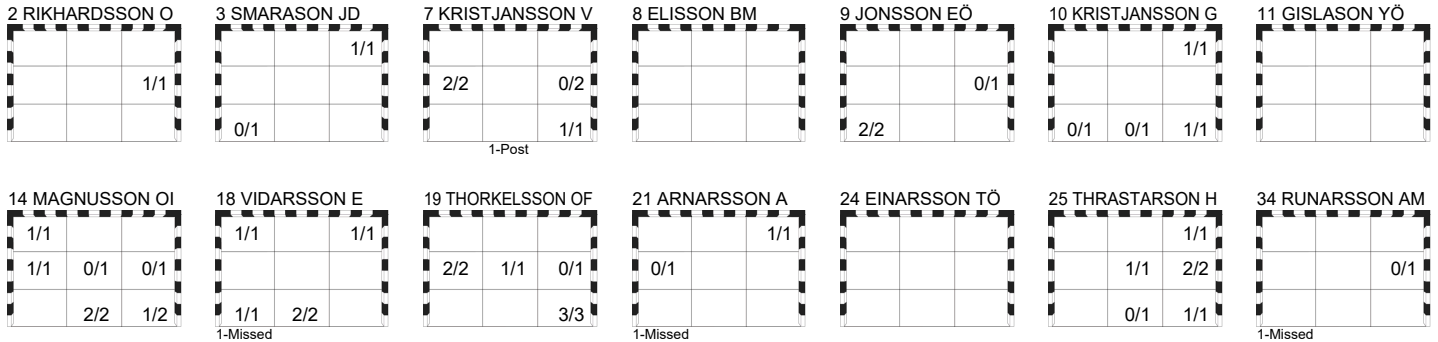 2 RIKHARDSSON O 3 SMARASON JD 7 KRISTJANSSON V 8 ELISSON BM 9 JONSSON EÖ 10 KRISTJANSSON G 11 GISLASON YÖ
1/1 1/1
1/1 2/2 0/2 0/1
0/1 1/1 2/2 0/1 0/1 1/1
1-Post
14 MAGNUSSON OI 18 VIDARSSON E 19 THORKELSSON OF 21 ARNARSSON A 24 EINARSSON TÖ 25 THRASTARSON H 34 RUNARSSON AM
1/1 1/1 1/1 1/1 1/1
1/1 0/1 0/1 2/2 1/1 0/1 0/1 1/1 2/2 0/1
2/2 1/2 1/1 2/2 3/3 0/1 1/1
1-Missed 1-Missed 1-Missed